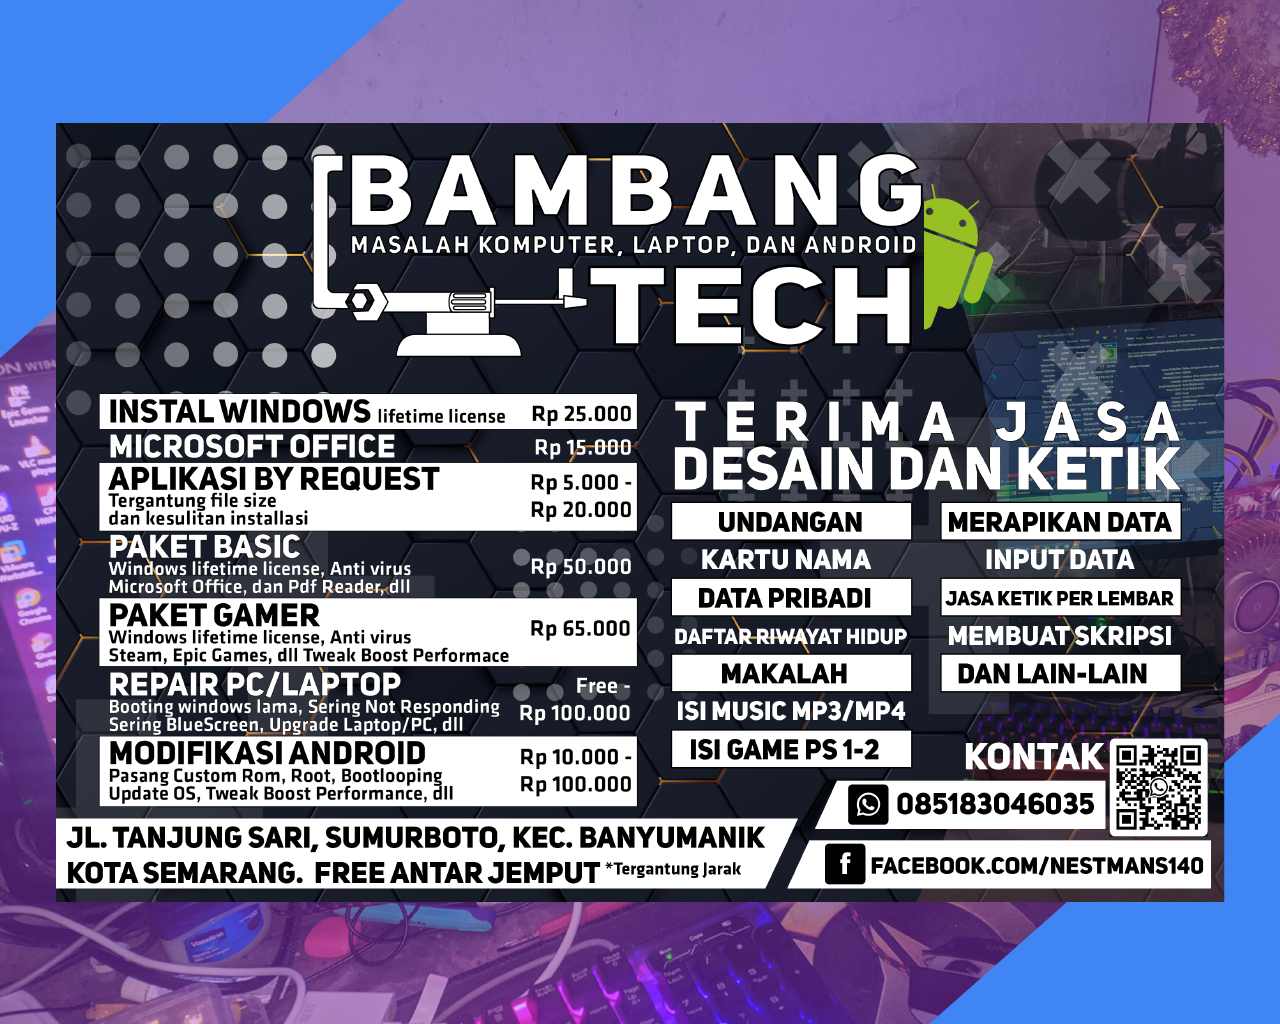 BAMBANG
MASALAH KOMPUTER, LAPTOP, DAN ANDROID
TECH
INSTAL WINDOWS lifetime license Rp 25.000
MICROSOFT OFFICE Rp 15.000
APLIKASI BY REQUEST
Tergantung file size
dan kesulitan installasi
Rp 5.000 -
Rp 20.000
PAKET BASIC
Windows lifetime license, Anti virus
Microsoft Office, dan Pdf Reader, dll
Rp 50.000
PAKET GAMER
Windows lifetime license, Anti virus
Steam, Epic Games, dll Tweak Boost Performace
Rp 65.000
REPAIR PC/LAPTOP
Booting windows lama, Sering Not Responding
Sering BlueScreen, Upgrade Laptop/PC, dll
Free -
Rp 100.000
MODIFIKASI ANDROID
Pasang Custom Rom, Root, Bootlooping
Update OS, Tweak Boost Performance, dll
Rp 10.000 -
Rp 100.000
TERIMA JASA
DESAIN DAN KETIK
UNDANGAN
KARTU NAMA
DATA PRIBADI
DAFTAR RIWAYAT HIDUP
MAKALAH
ISI MUSIC MP3/MP4
ISI GAME PS 1-2
MERAPIKAN DATA
INPUT DATA
JASA KETIK PER LEMBAR
MEMBUAT SKRIPSI
DAN LAIN-LAIN
KONTAK
085183046035
f FACEBOOK.COM/NESTMANS140
JL. TANJUNG SARI, SUMURBOTO, KEC. BANYUMANIK
KOTA SEMARANG. FREE ANTAR JEMPUT *Tergantung Jarak
Epic Games
Launcher
Google
Chrome